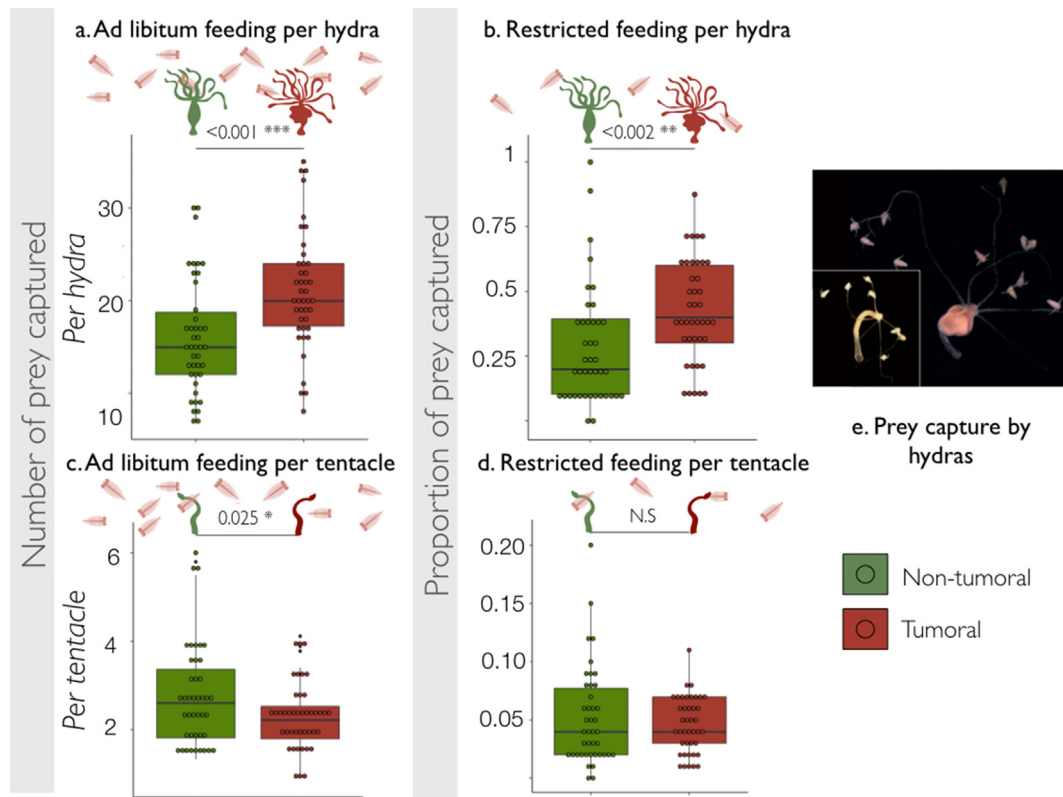 Number of prey captured
a. Ad libitum feeding per hydra
<0.001 ***
Per hydra
30
20
10
Proportion of prey captured
b. Restricted feeding per hydra
<0.002 **
1
0.75
0.5
0.25
c. Ad libitum feeding per tentacle
0.025 *
Per tentacle
6
4
2
d. Restricted feeding per tentacle
N.S
0.20
0.15
0.10
0.05
e. Prey capture by
hydras
Non-tumoral
Tumoral